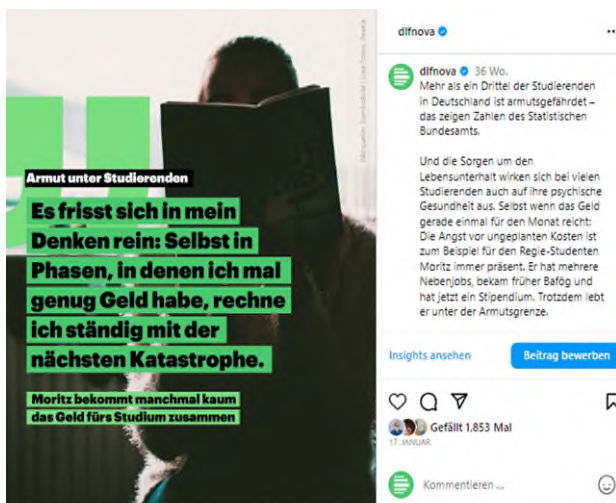 Armut unter Studierenden
Es frisst sich in mein
Denken rein: Selbst in
Phasen, in denen ich mal
genug Geld habe, rechne
ich ständig mit der
nächsten Katastrophe.
Moritz bekommt manchmal kaum
das Geld fürs Studium zusammen
dlfnova
dlfnova 36 Wo.
Mehr als ein Drittel der Studierenden
in Deutschland ist armutsgefährdet –
das zeigen Zahlen des Statistischen
Bundesamts.
Und die Sorgen um den
Lebensunterhalt wirken sich bei vielen
Studierenden auch auf ihre psychische
Gesundheit aus. Selbst wenn das Geld
gerade einmal für den Monat reicht:
Die Angst vor ungeplanten Kosten ist
zum Beispiel für den Regie-Studenten
Moritz immer präsent. Er hat mehrere
Nebenjobs, bekam früher Bafög und
hat jetzt ein Stipendium. Trotzdem lebt
er unter der Armutsgrenze.
Insights ansehen
Beitrag bewerben
Gefällt 1.853 Mal
17. JANUAR
Kommentieren ...